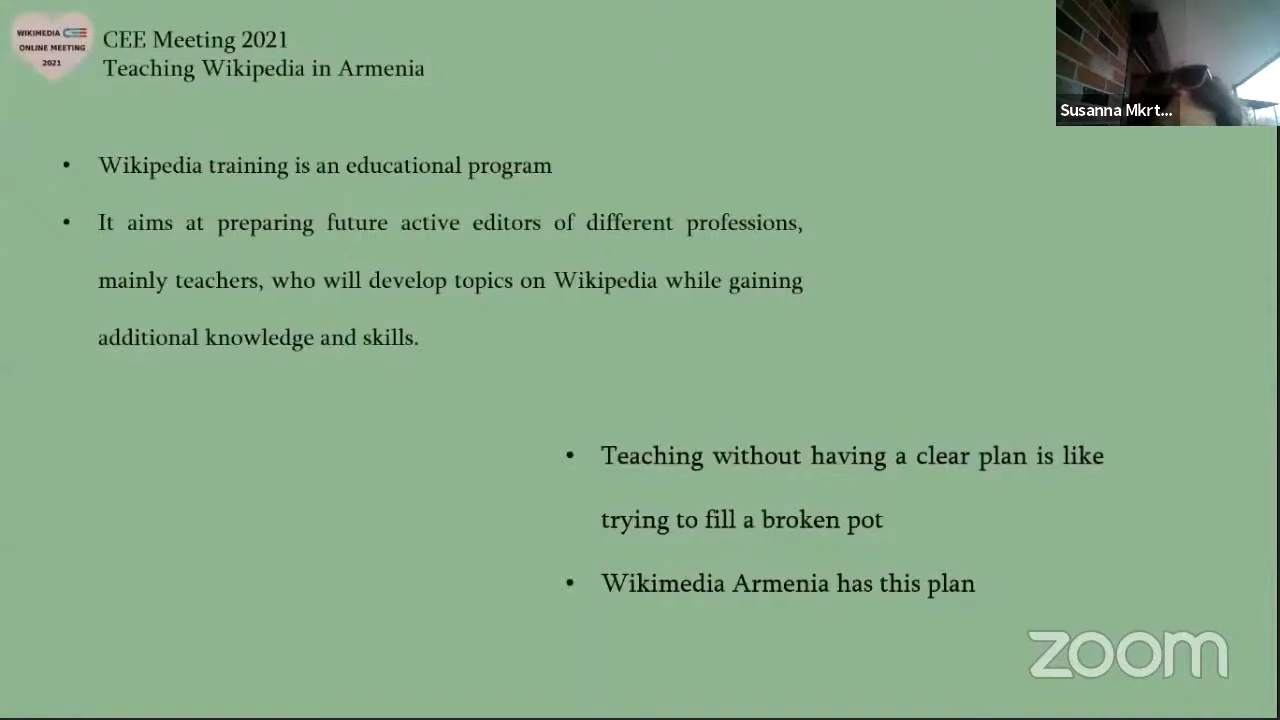 WIKIMEDIA CEE
ONLINE MEETING
2021
CEE Meeting 2021
Teaching Wikipedia in Armenia
Susanna Mkrt...
• Wikipedia training is an educational program
• It aims at preparing future active editors of different professions,
mainly teachers, who will develop topics on Wikipedia while gaining
additional knowledge and skills.
• Teaching without having a clear plan is like
trying to fill a broken pot
• Wikimedia Armenia has this plan
zoom